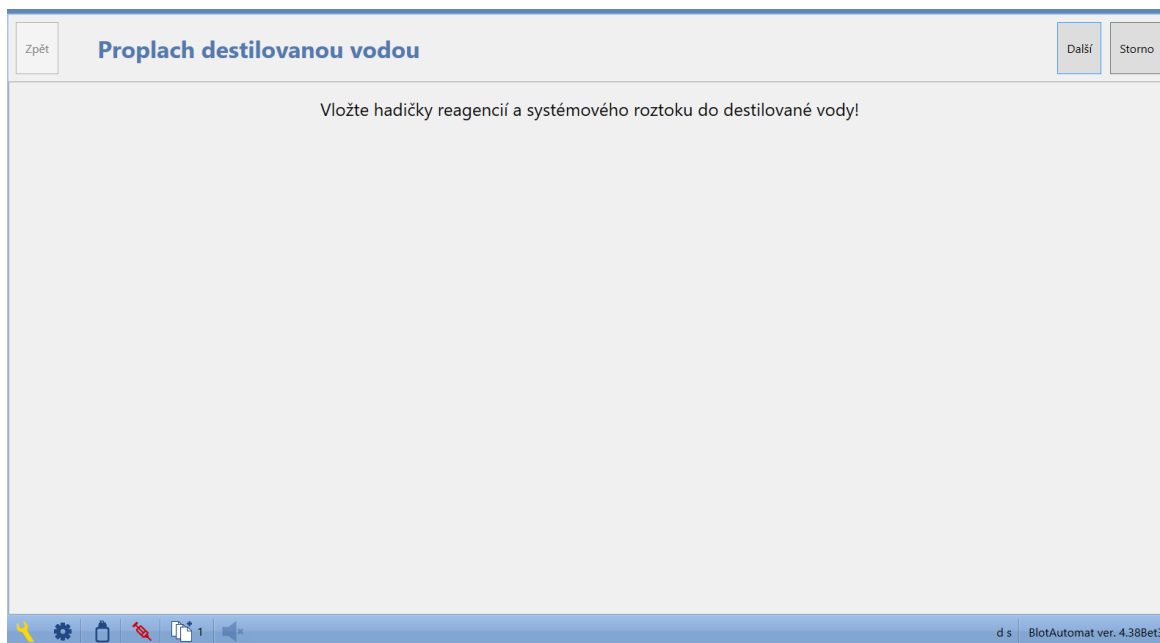 Zpět
Proplach destilovanou vodou
Další
Storno
Vložte hadičky reagencií a systémového roztoku do destilované vody!
1
d s
BlotAutomat ver. 4.38Bet